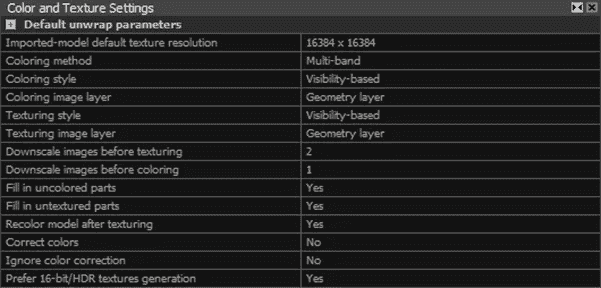 Color and Texture Settings
Default unwrap parameters
Imported-model default texture resolution 16384 x 16384
Coloring method Multi-band
Coloring style Visibility-based
Coloring image layer Geometry layer
Texturing style Visibility-based
Texturing image layer Geometry layer
Downscale images before texturing 2
Downscale images before coloring 1
Fill in uncolored parts Yes
Fill in untextured parts Yes
Recolor model after texturing Yes
Correct colors No
Ignore color correction No
Prefer 16-bit/HDR textures generation Yes